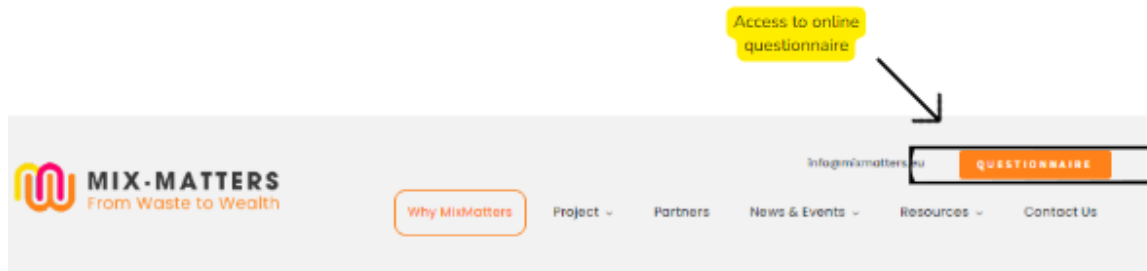 Access to online
questionnaire
info@mixmatters.eu
QUESTIONNAIRE
MIX-MATTERS
From Waste to Wealth
Why MixMatters
Project
Partners
News & Events
Resources
Contact Us